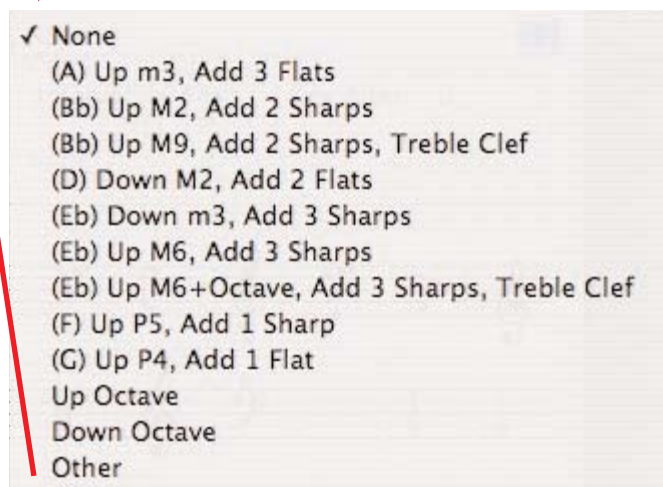 ✓ None
(A) Up m3, Add 3 Flats
(Bb) Up M2, Add 2 Sharps
(Bb) Up M9, Add 2 Sharps, Treble Clef
(D) Down M2, Add 2 Flats
(Eb) Down m3, Add 3 Sharps
(Eb) Up M6, Add 3 Sharps
(Eb) Up M6+Octave, Add 3 Sharps, Treble Clef
(F) Up P5, Add 1 Sharp
(G) Up P4, Add 1 Flat
Up Octave
Down Octave
Other